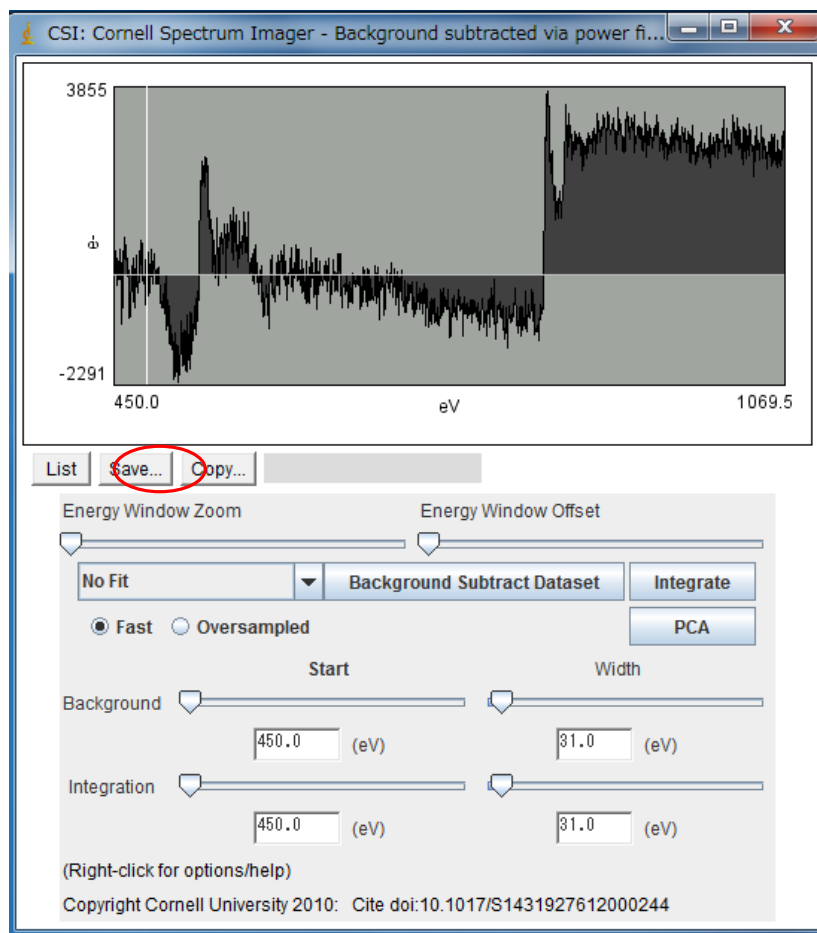 CSI: Cornell Spectrum Imager - Background subtracted via power fi...
3855
e-
-2291
450.0
eV
1069.5
List Save... Copy...
Energy Window Zoom Energy Window Offset
No Fit Background Subtract Dataset Integrate
Fast Oversampled PCA
Start Width
Background
450.0 (eV) 31.0 (eV)
Integration
450.0 (eV) 31.0 (eV)
(Right-click for options/help)
Copyright Cornell University 2010: Cite doi:10.1017/S1431927612000244